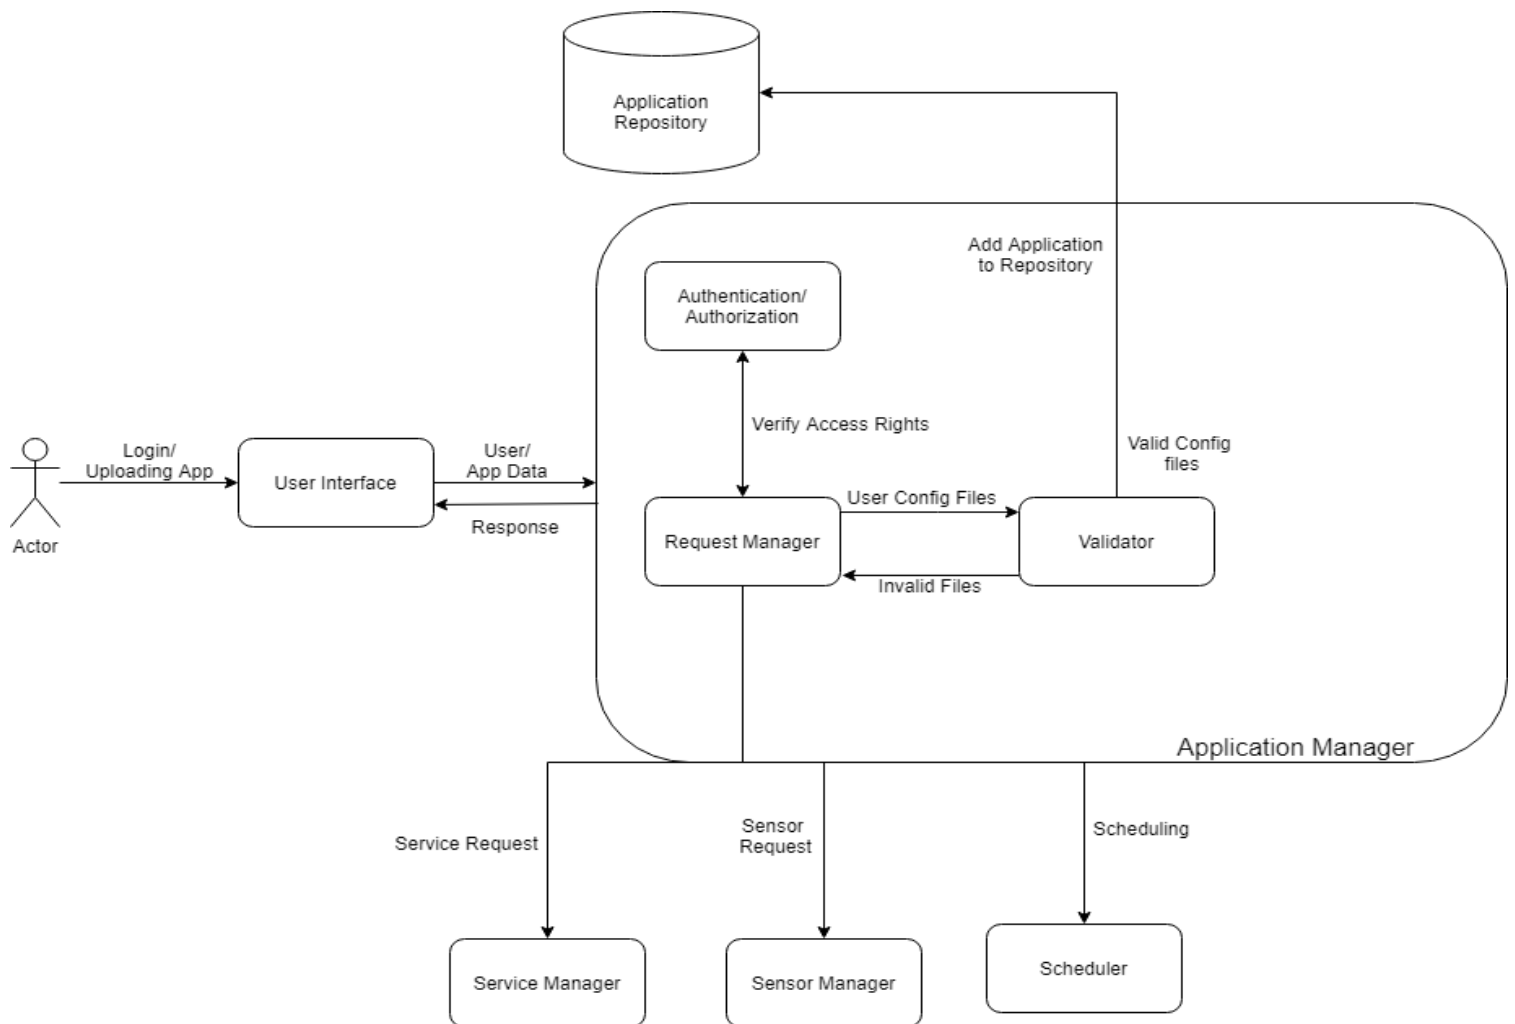 Application
Repository
Add Application
to Repository
Authentication/
Authorization
Verify Access Rights
Login/
Uploading App
User Interface
User/
App Data
Response
Actor
Valid Config
files
User Config Files
Request Manager
Validator
Invalid Files
Application Manager
Service Request
Sensor
Request
Scheduling
Service Manager
Sensor Manager
Scheduler